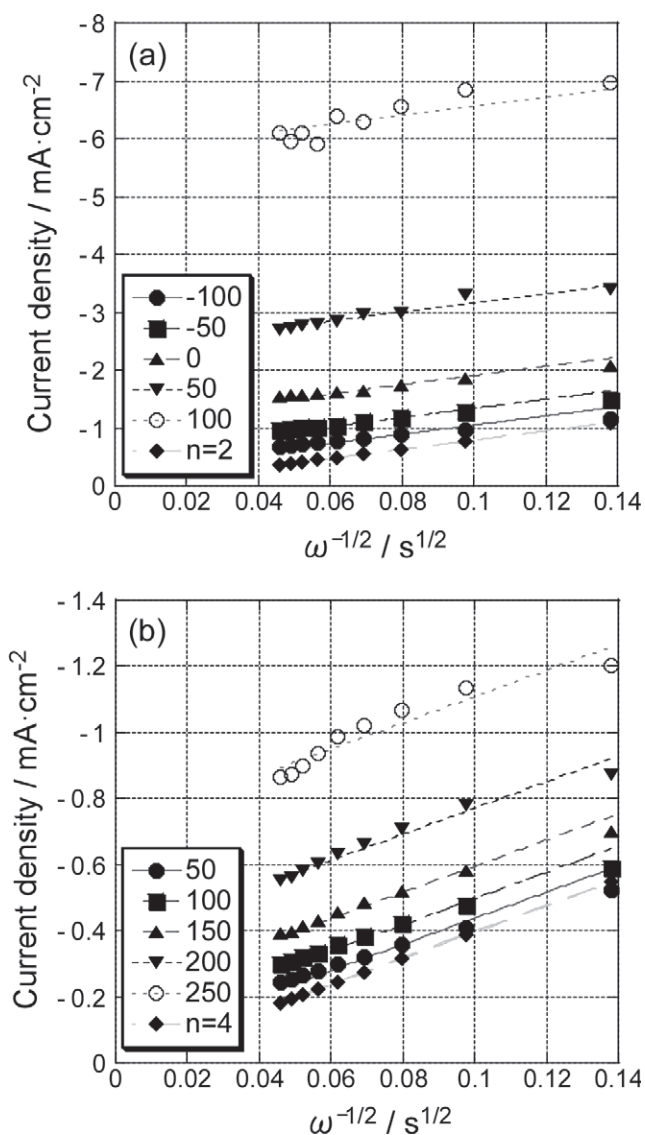 (a)
Current density / mA·cm⁻²
-8
-7
-6
-5
-4
-3
-2
-1
0
-100
-50
0
50
100
n=2
0 0.02 0.04 0.06 0.08 0.1 0.12 0.14
ω⁻¹/² / s¹/²
(b)
Current density / mA·cm⁻²
- 1.4
- 1.2
- 1
- 0.8
- 0.6
- 0.4
- 0.2
0
50
100
150
200
250
n=4
0 0.02 0.04 0.06 0.08 0.1 0.12 0.14
ω⁻¹/² / s¹/²